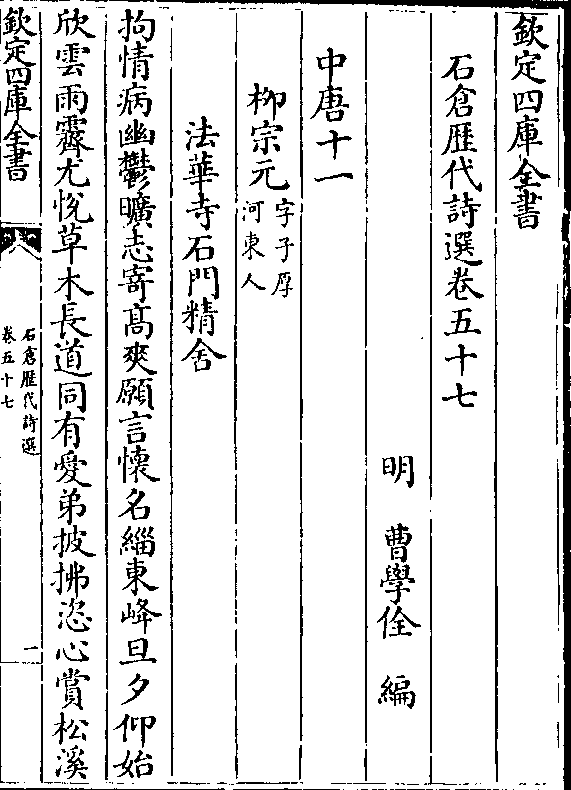 欽定四庫全書
石倉歴代詩選卷五十七
明 曹學佺 編
中唐十一
柳宗元字子厚
河東人
法華寺石門精舍
拘情病幽鬱曠志寄髙爽願言懷名緇東峰旦夕仰始
欣雲雨霽尤悅草木長道同有愛弟披拂恣心賞松溪
欽定四庫全書
石倉歴代詩選
卷五十七
一